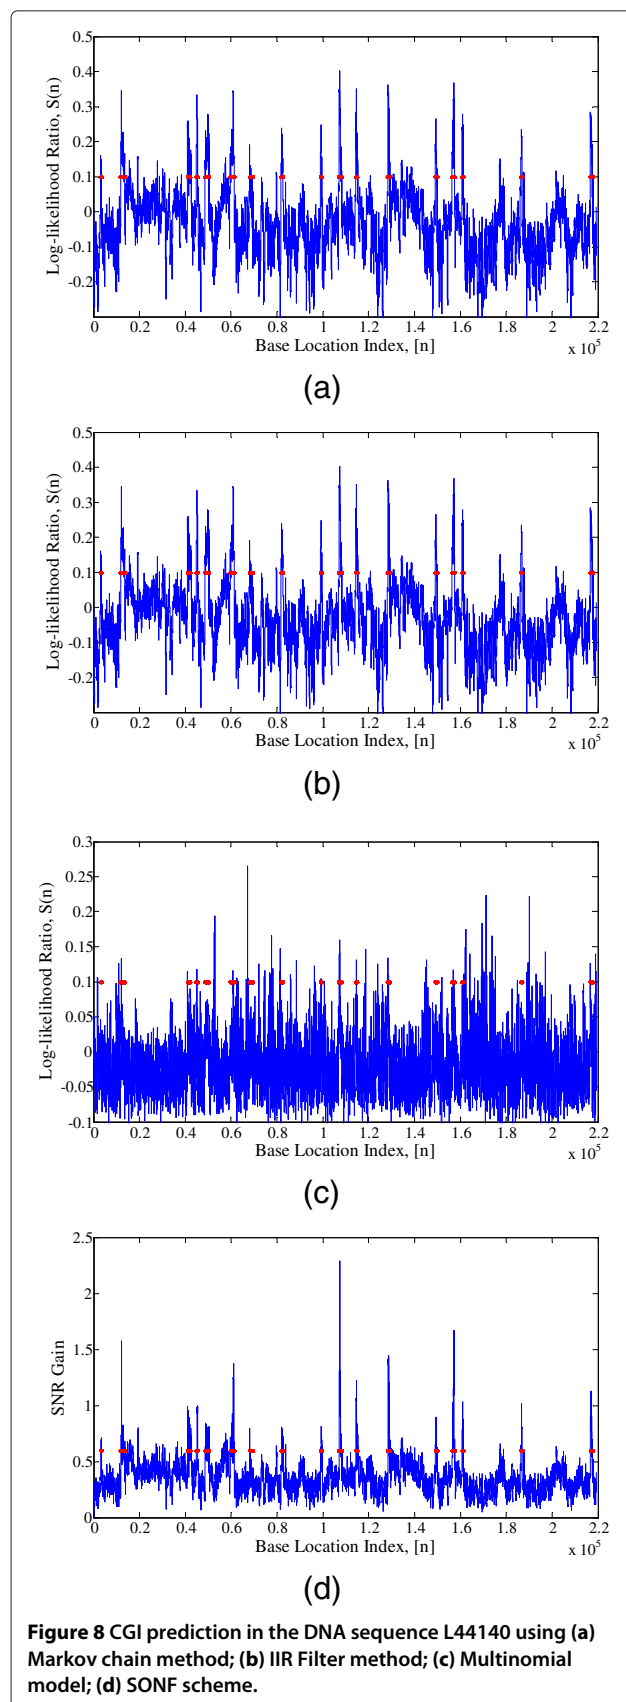 0.5
0.4
0.3
0.2
0.1
0
-0.1
-0.2
Log-likelihood Ratio, S(n)
0 0.2 0.4 0.6 0.8 1 1.2 1.4 1.6 1.8 2 2.2
Base Location Index, [n]
x 10^5
(a)
0.5
0.4
0.3
0.2
0.1
0
-0.1
-0.2
Log-likelihood Ratio, S(n)
0 0.2 0.4 0.6 0.8 1 1.2 1.4 1.6 1.8 2 2.2
Base Location Index, [n]
x 10^5
(b)
0.3
0.25
0.2
0.15
0.1
0.05
0
-0.05
-0.1
Log-likelihood Ratio, S(n)
0 0.2 0.4 0.6 0.8 1 1.2 1.4 1.6 1.8 2 2.2
Base Location Index, [n]
x 10^5
(c)
2.5
2
1.5
1
0.5
0
SNR Gain
0 0.2 0.4 0.6 0.8 1 1.2 1.4 1.6 1.8 2 2.2
Base Location Index, [n]
x 10^5
(d)
Figure 8 CGI prediction in the DNA sequence L44140 using (a)
Markov chain method; (b) IIR Filter method; (c) Multinomial
model; (d) SONF scheme.